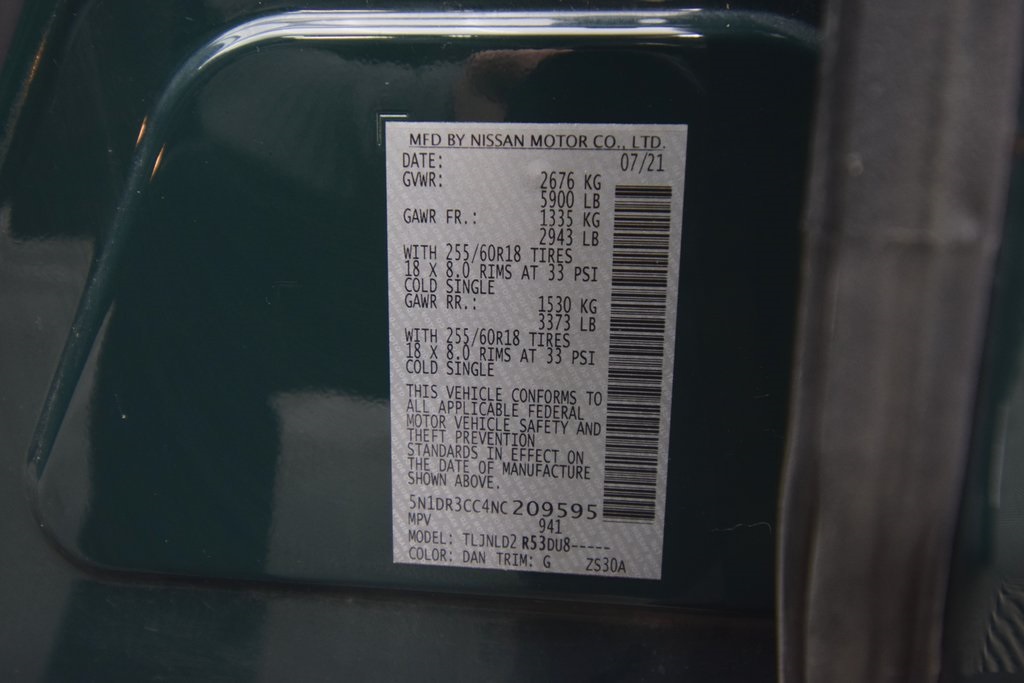 MFD BY NISSAN MOTOR CO., LTD.
DATE: 07/21
GVWR: 2676 KG
5900 LB
GAWR FR.: 1335 KG
2943 LB
WITH 255/60R18 TIRES
18 X 8.0 RIMS AT 33 PSI
COLD SINGLE
GAWR RR.: 1530 KG
3373 LB
WITH 255/60R18 TIRES
18 X 8.0 RIMS AT 33 PSI
COLD SINGLE
THIS VEHICLE CONFORMS TO
ALL APPLICABLE FEDERAL
MOTOR VEHICLE SAFETY AND
THEFT PREVENTION
STANDARDS IN EFFECT ON
THE DATE OF MANUFACTURE
SHOWN ABOVE.
5N1DR3CC4NC209595
MPV 941
MODEL: TLJNLD2 R53DU8-----
COLOR: DAN TRIM: G ZS30A